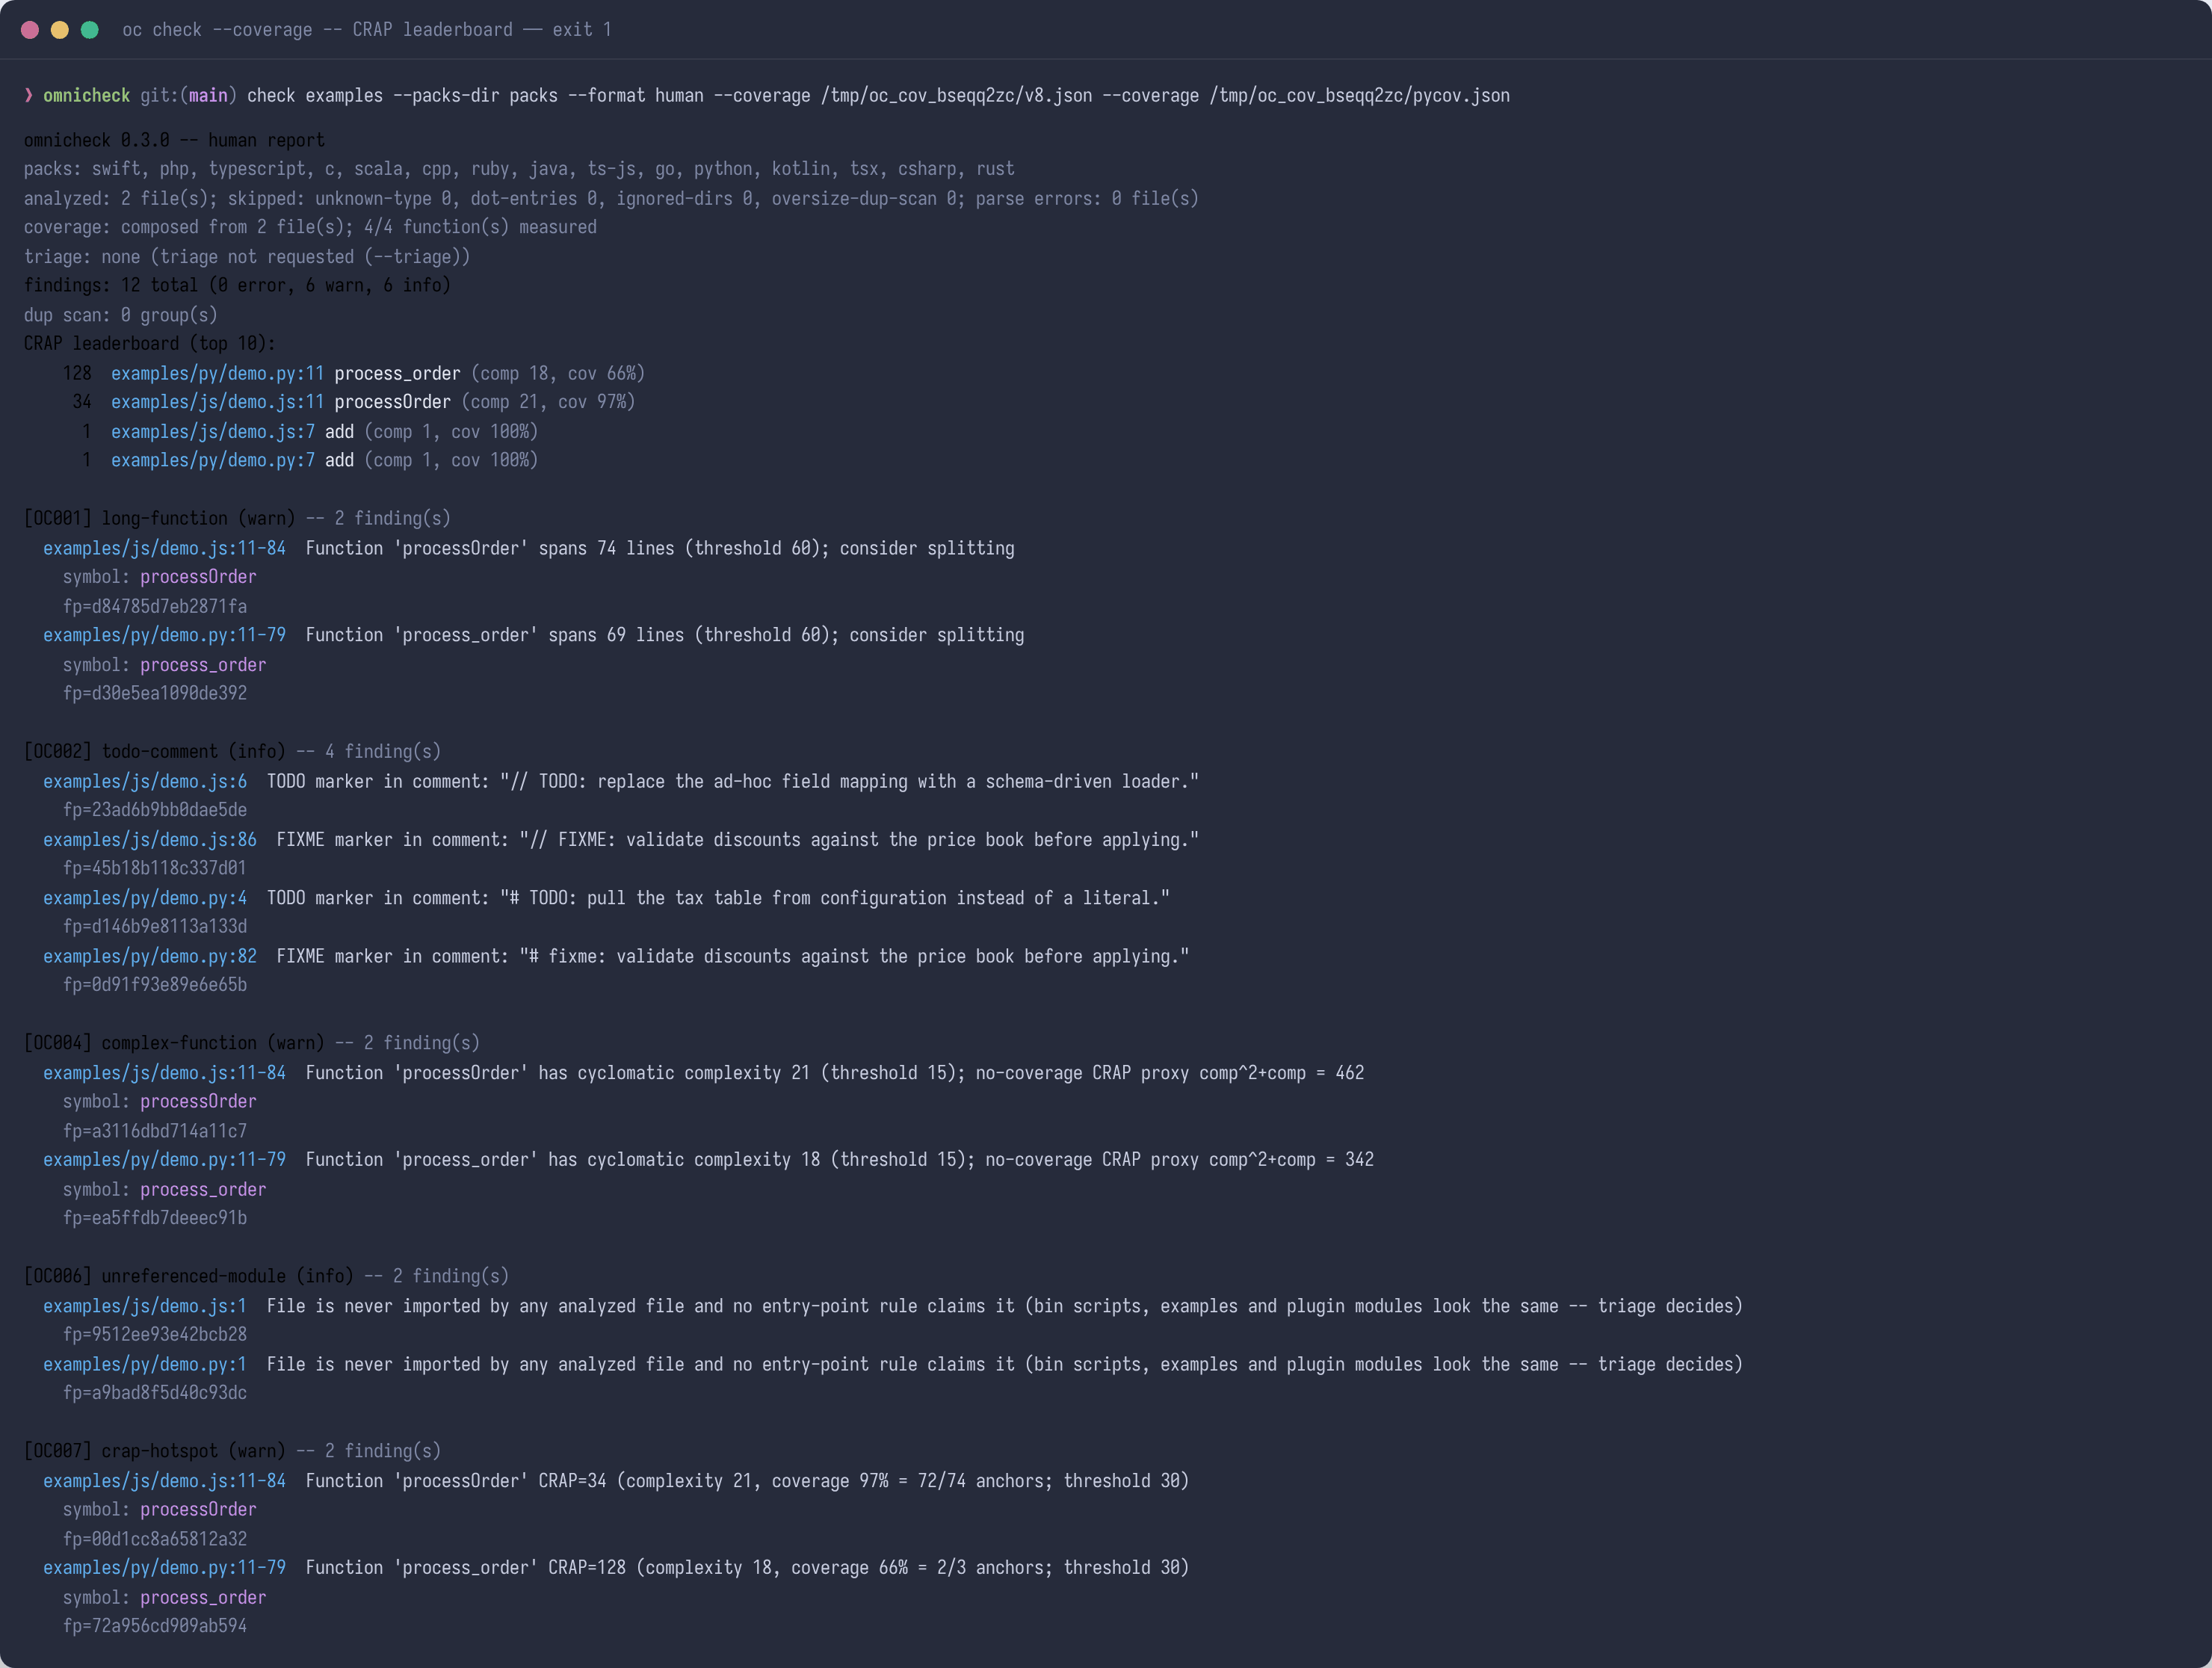 oc check --coverage -- CRAP leaderboard — exit 1
❯ omnicheck git:(main) check examples --packs-dir packs --format human --coverage /tmp/oc_cov_bseqq2zc/v8.json --coverage /tmp/oc_cov_bseqq2zc/pycov.json
omnicheck 0.3.0 -- human report
packs: swift, php, typescript, c, scala, cpp, ruby, java, ts-js, go, python, kotlin, tsx, csharp, rust
analyzed: 2 file(s); skipped: unknown-type 0, dot-entries 0, ignored-dirs 0, oversize-dup-scan 0; parse errors: 0 file(s)
coverage: composed from 2 file(s); 4/4 function(s) measured
triage: none (triage not requested (--triage))
findings: 12 total (0 error, 6 warn, 6 info)
dup scan: 0 group(s)
CRAP leaderboard (top 10):
128 examples/py/demo.py:11 process_order (comp 18, cov 66%)
34 examples/js/demo.js:11 processOrder (comp 21, cov 97%)
1 examples/js/demo.js:7 add (comp 1, cov 100%)
1 examples/py/demo.py:7 add (comp 1, cov 100%)
[OC001] long-function (warn) -- 2 finding(s)
examples/js/demo.js:11-84 Function 'processOrder' spans 74 lines (threshold 60); consider splitting
symbol: processOrder
fp=d84785d7eb2871fa
examples/py/demo.py:11-79 Function 'process_order' spans 69 lines (threshold 60); consider splitting
symbol: process_order
fp=d30e5ea1090de392
[OC002] todo-comment (info) -- 4 finding(s)
examples/js/demo.js:6 TODO marker in comment: "// TODO: replace the ad-hoc field mapping with a schema-driven loader."
fp=23ad6b9bb0dae5de
examples/js/demo.js:86 FIXME marker in comment: "// FIXME: validate discounts against the price book before applying."
fp=45b18b118c337d01
examples/py/demo.py:4 TODO marker in comment: "# TODO: pull the tax table from configuration instead of a literal."
fp=d146b9e8113a133d
examples/py/demo.py:82 FIXME marker in comment: "# fixme: validate discounts against the price book before applying."
fp=0d91f93e89e6e65b
[OC004] complex-function (warn) -- 2 finding(s)
examples/js/demo.js:11-84 Function 'processOrder' has cyclomatic complexity 21 (threshold 15); no-coverage CRAP proxy comp^2+comp = 462
symbol: processOrder
fp=a3116dbd714a11c7
examples/py/demo.py:11-79 Function 'process_order' has cyclomatic complexity 18 (threshold 15); no-coverage CRAP proxy comp^2+comp = 342
symbol: process_order
fp=ea5ffdb7deeec91b
[OC006] unreferenced-module (info) -- 2 finding(s)
examples/js/demo.js:1 File is never imported by any analyzed file and no entry-point rule claims it (bin scripts, examples and plugin modules look the same -- triage decides)
fp=9512ee93e42bcb28
examples/py/demo.py:1 File is never imported by any analyzed file and no entry-point rule claims it (bin scripts, examples and plugin modules look the same -- triage decides)
fp=a9bad8f5d40c93dc
[OC007] crap-hotspot (warn) -- 2 finding(s)
examples/js/demo.js:11-84 Function 'processOrder' CRAP=34 (complexity 21, coverage 97% = 72/74 anchors; threshold 30)
symbol: processOrder
fp=00d1cc8a65812a32
examples/py/demo.py:11-79 Function 'process_order' CRAP=128 (complexity 18, coverage 66% = 2/3 anchors; threshold 30)
symbol: process_order
fp=72a956cd909ab594